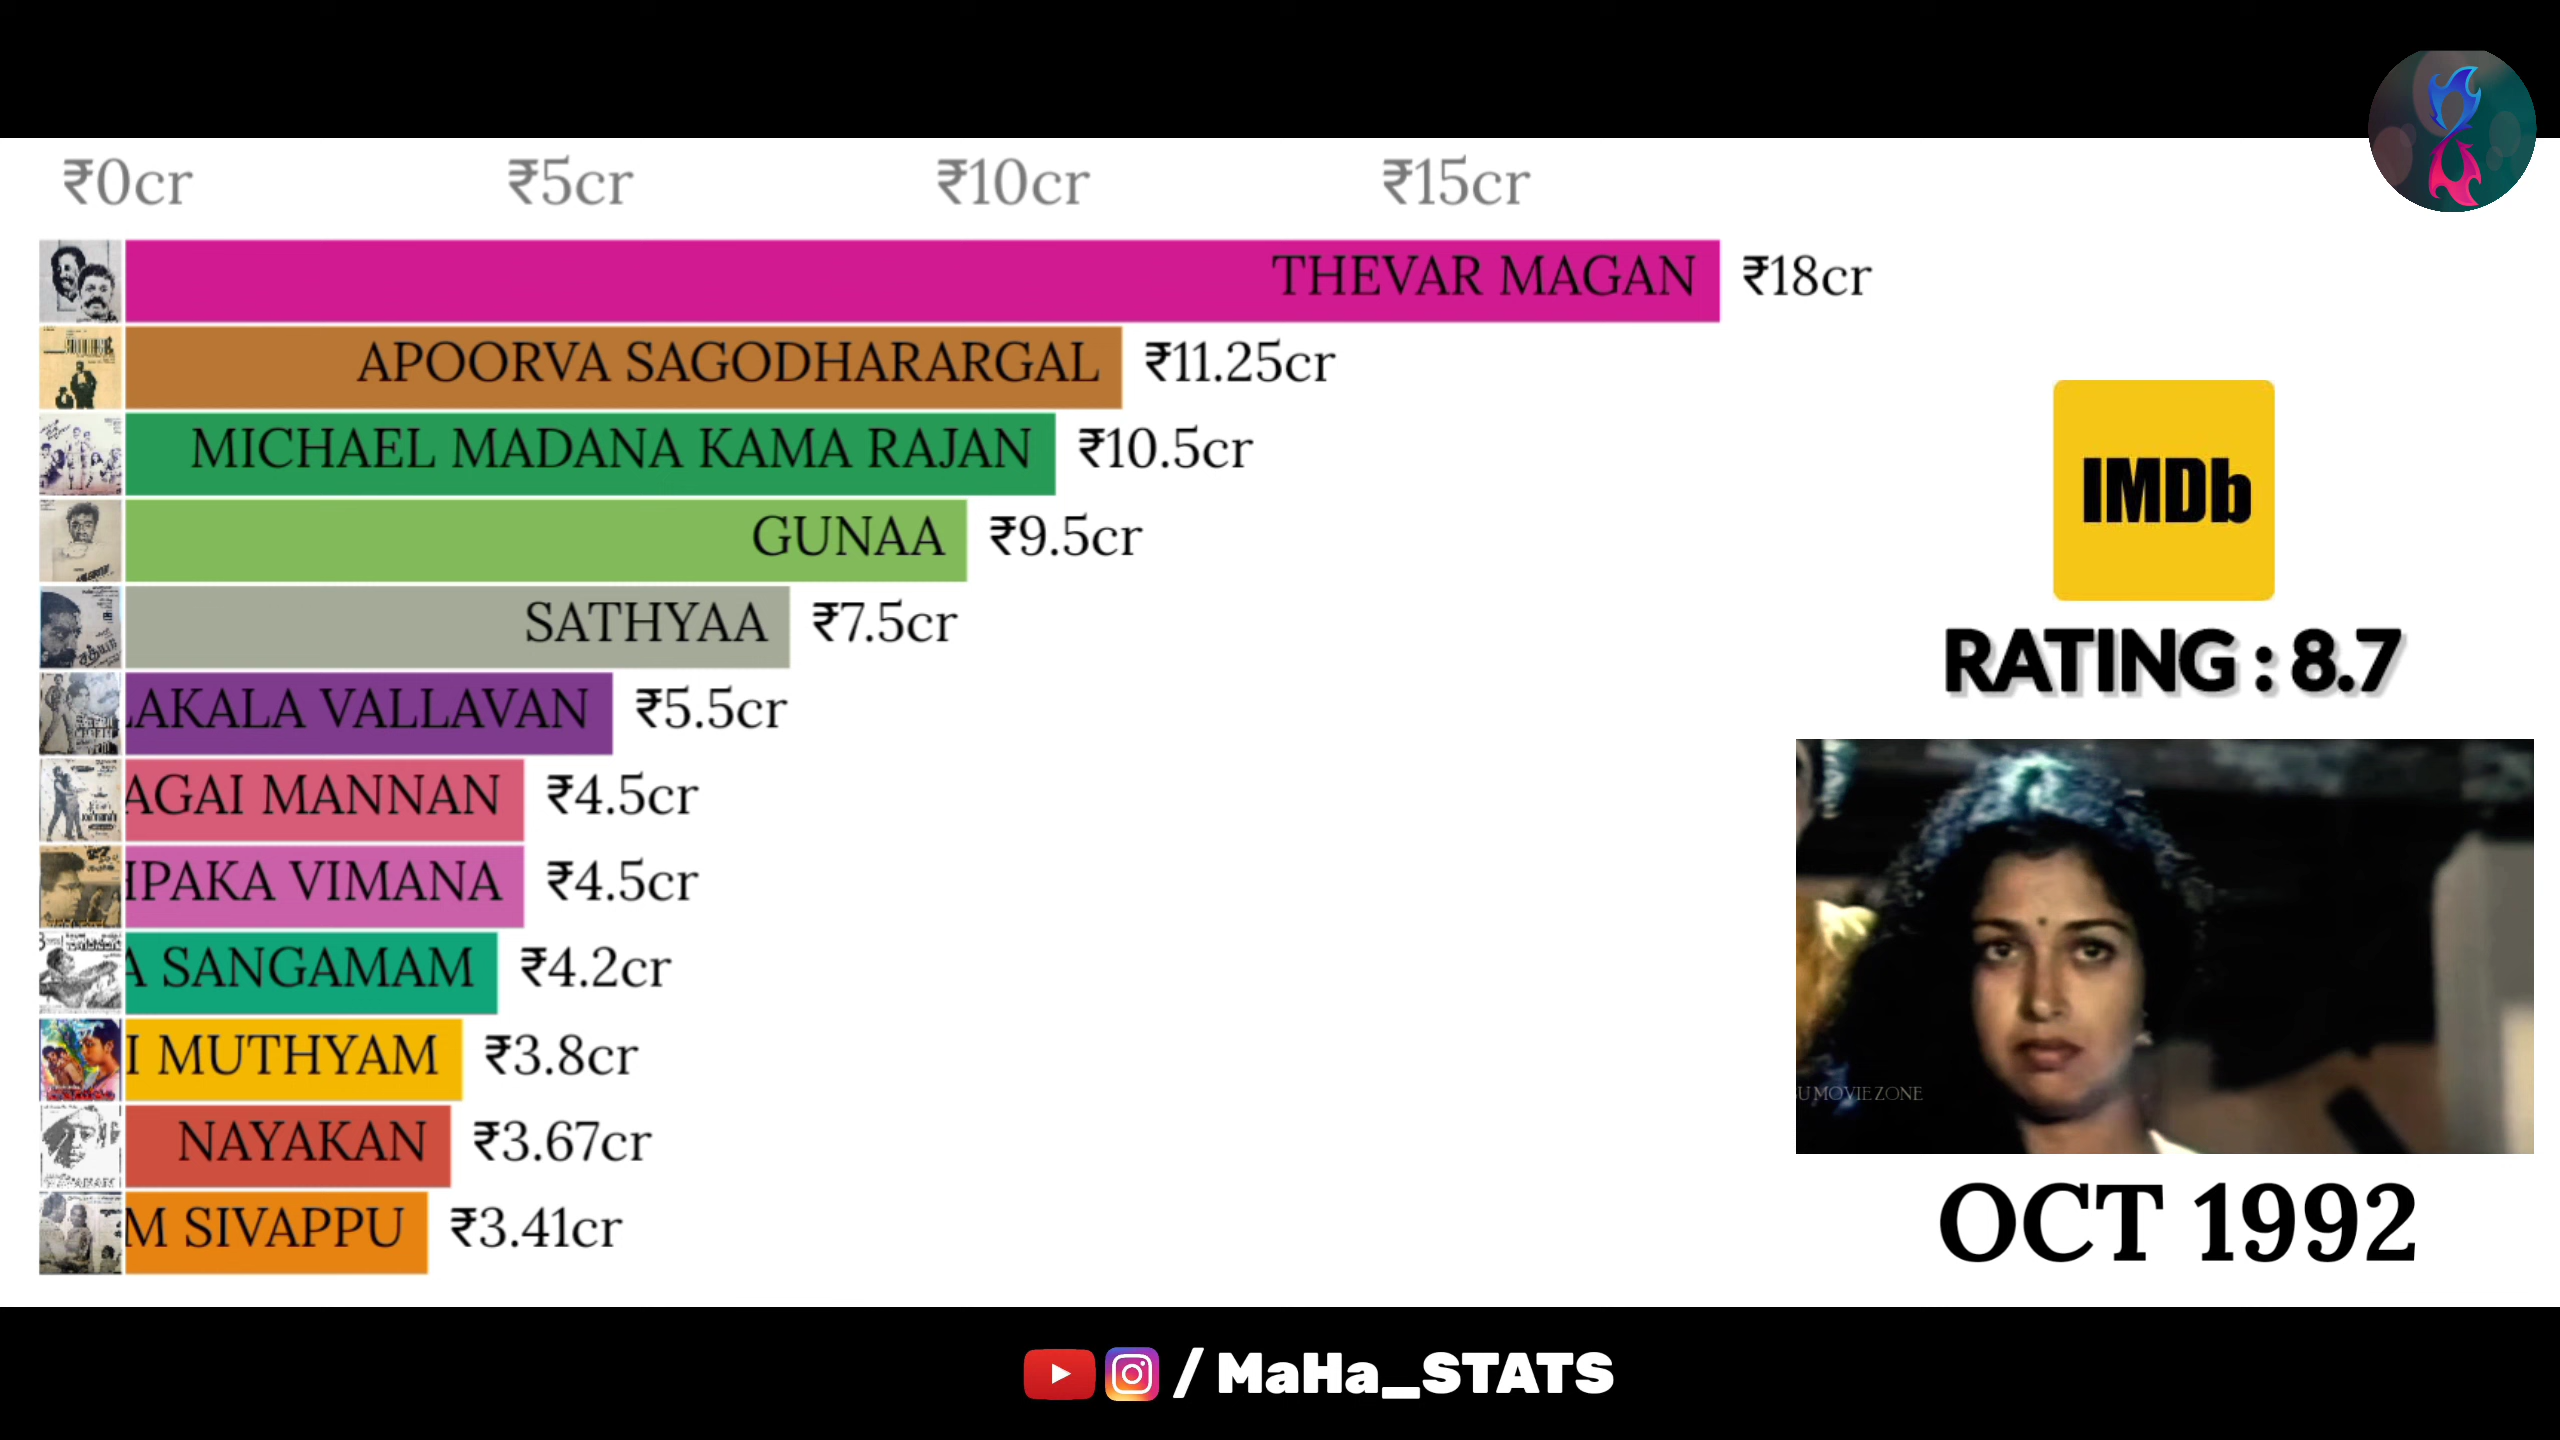 ₹0cr ₹5cr ₹10cr ₹15cr
THEVAR MAGAN ₹18cr
APOORVA SAGODHARARGAL ₹11.25cr
MICHAEL MADANA KAMA RAJAN ₹10.5cr
GUNAA ₹9.5cr
SATHYAA ₹7.5cr
AKALA VALLAVAN ₹5.5cr
AGAI MANNAN ₹4.5cr
IPAKA VIMANA ₹4.5cr
A SANGAMAM ₹4.2cr
I MUTHYAM ₹3.8cr
NAYAKAN ₹3.67cr
M SIVAPPU ₹3.41cr
IMDb
RATING : 8.7
U MOVIE ZONE
OCT 1992
/ MaHa_STATS